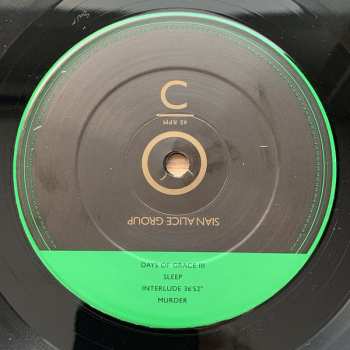 C
45 RPM
SIAN ALICE GROUP
DAYS OF GRACE III
SLEEP
INTERLUDE 36'52"
MURDER